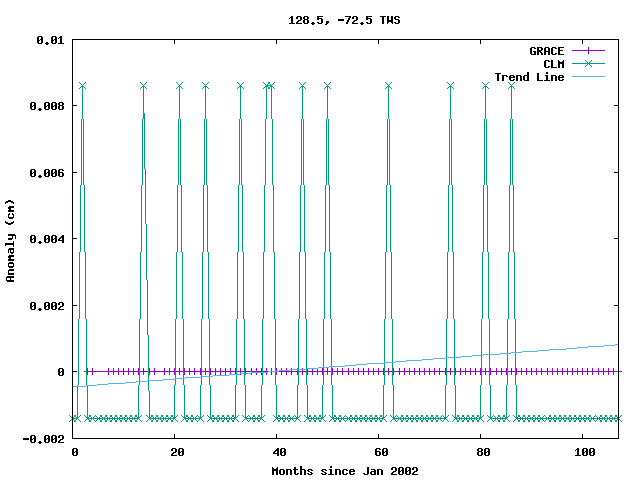 128.5, -72.5 TWS
0.01
GRACE
CLM
Trend Line
0.008
0.006
0.004
0.002
0
-0.002
Anomaly (cm)
0 20 40 60 80 100
Months since Jan 2002